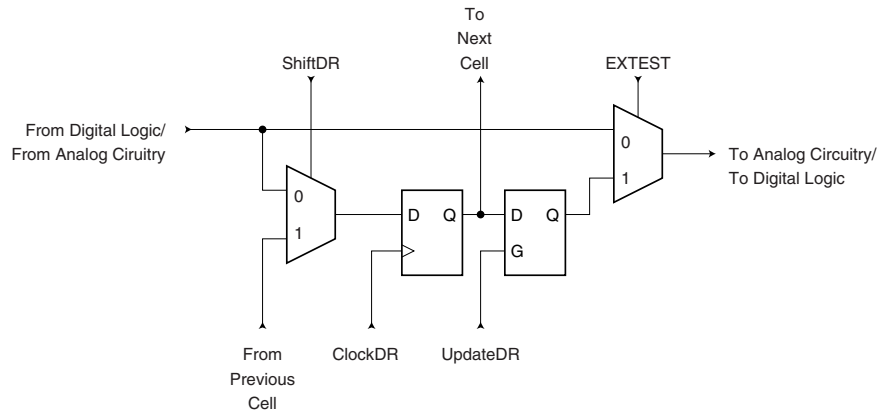 To
Next
Cell
ShiftDR
EXTEST
From Digital Logic/
From Analog Ciruitry
0
1
D Q
D Q
G
0
1
To Analog Circuitry/
To Digital Logic
From
Previous
Cell
ClockDR
UpdateDR